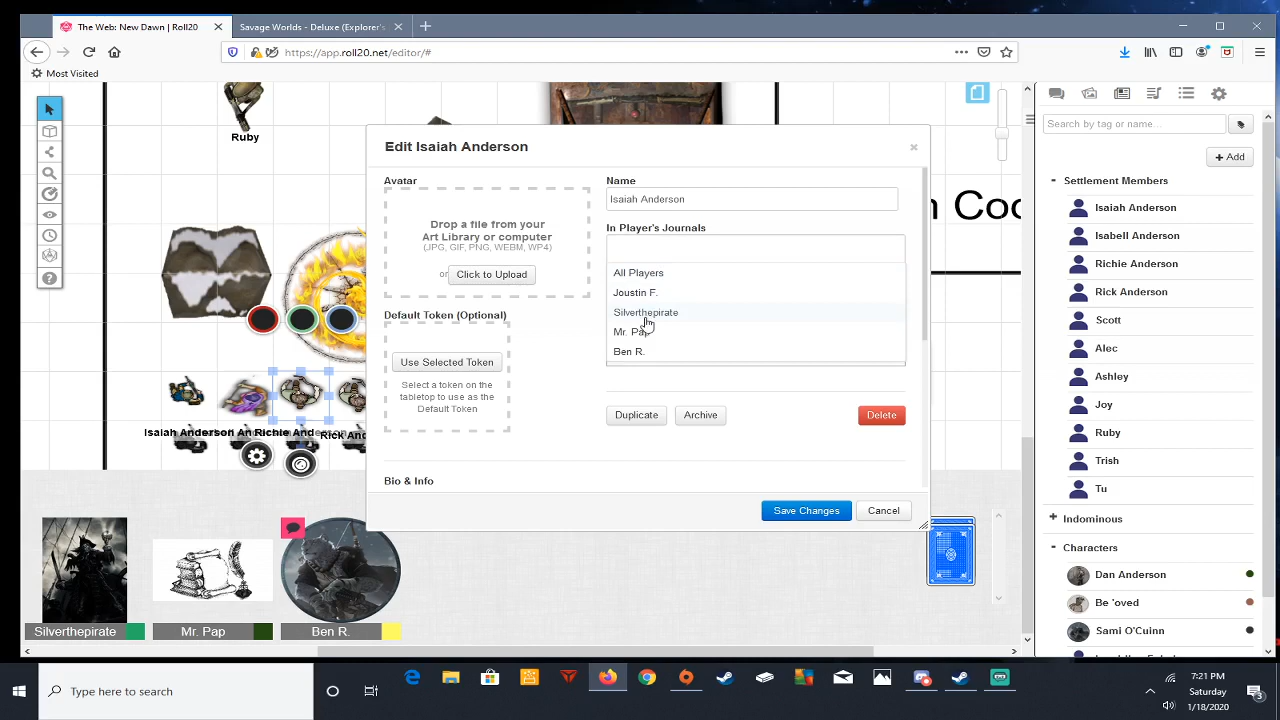 The Web: New Dawn | Roll20
Savage Worlds - Deluxe (Explorer's
https://app.roll20.net/editor/#
Most Visited
Ruby
Edit Isaiah Anderson
Avatar
Drop a file from your
Art Library or computer
(JPG, GIF, PNG, WEBM, WP4)
or Click to Upload
Default Token (Optional)
Use Selected Token
Select a token on the
tabletop to use as the
Default Token
Name
Isaiah Anderson
In Player's Journals
All Players
Joustin F.
Silverthepirate
Mr. Pap
Ben R.
Duplicate
Archive
Delete
Bio & Info
Save Changes
Cancel
Search by tag or name...
+ Add
Settlement Members
Isaiah Anderson
Isabell Anderson
Richie Anderson
Rick Anderson
Scott
Alec
Ashley
Joy
Ruby
Trish
Tu
Indominous
Characters
Dan Anderson
Be 'oved
Sami O'Cuinn
Isaiah Anderson
Richie And
Rick And
Silverthepirate
Mr. Pap
Ben R.
Type here to search
7:21 PM
Saturday
1/18/2020
3